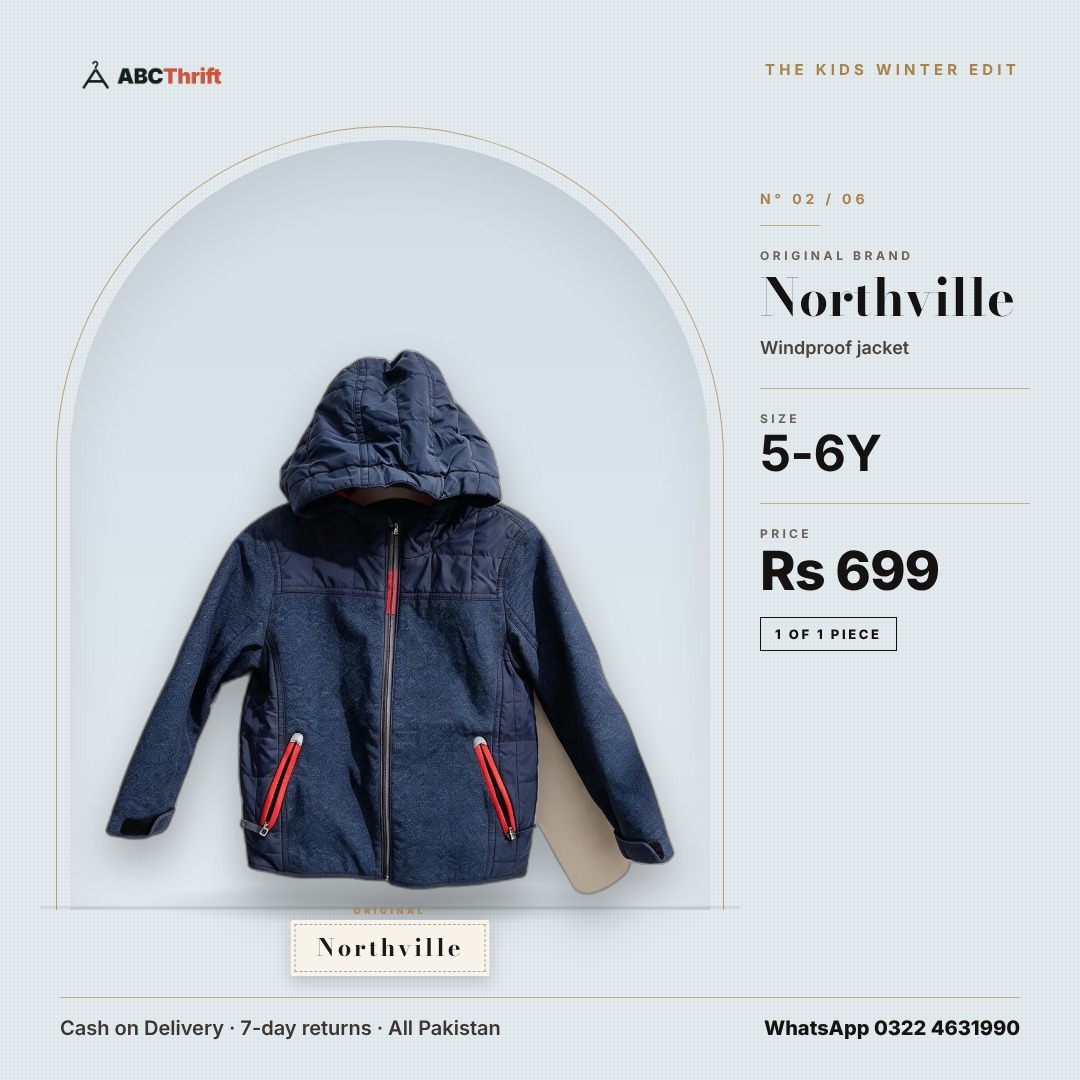 ABCThrift
THE KIDS WINTER EDIT
N° 02 / 06
ORIGINAL BRAND
Northville
Windproof jacket
SIZE
5-6Y
PRICE
Rs 699
1 OF 1 PIECE
ORIGINAL
Northville
Cash on Delivery · 7-day returns · All Pakistan
WhatsApp 0322 4631990